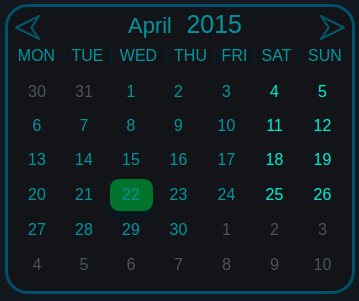 April 2015
MON TUE WED THU FRI SAT SUN
30 31 1 2 3 4 5
6 7 8 9 10 11 12
13 14 15 16 17 18 19
20 21 22 23 24 25 26
27 28 29 30 1 2 3
4 5 6 7 8 9 10